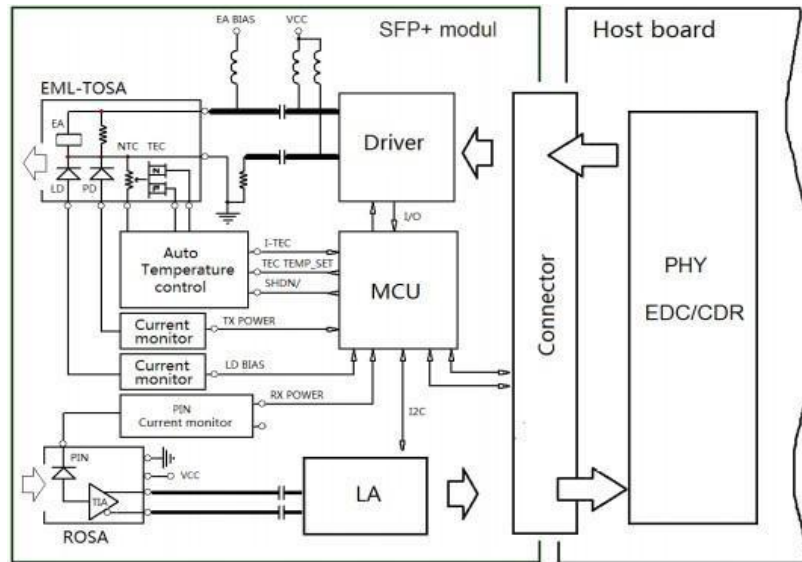 EA BIAS
VCC
SFP+ modul
Host board
EML-TOSA
EA
NTC TEC
N
P
LD
PD
Driver
I/O
Auto
Temperature
control
I-TEC
TEC TEMP_SET
SHDN/
MCU
Connector
PHY
EDC/CDR
Current
monitor
TX POWER
Current
monitor
LD BIAS
PIN
Current monitor
RX POWER
I2C
PIN
VCC
TIA
LA
ROSA